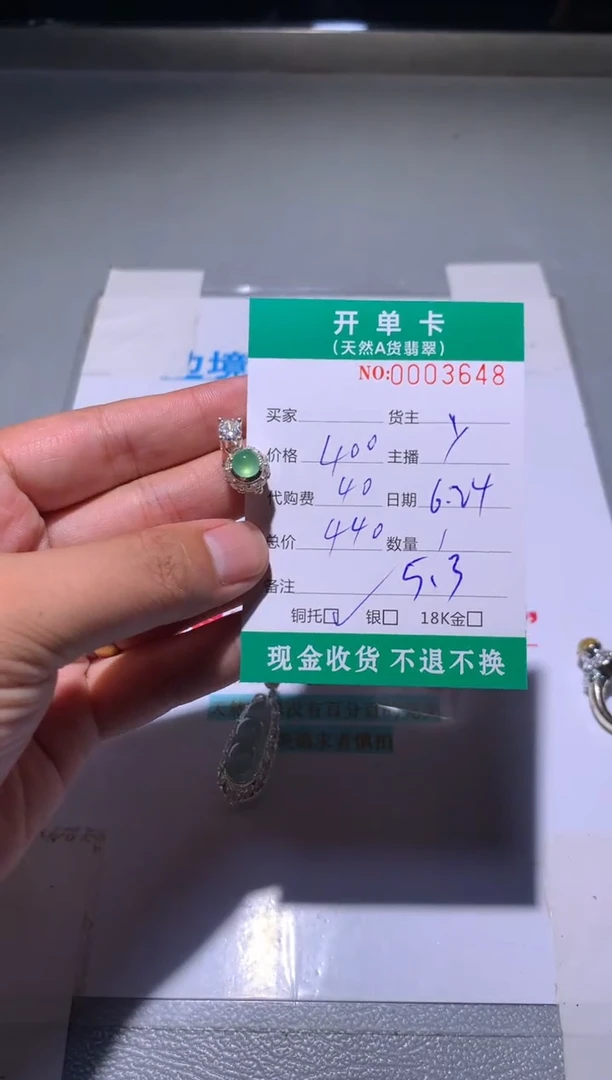 边境
开单卡
(天然A货翡翠)
NO:0003648
买家 货主 Y
价格 400 主播
代购费 40 日期 6.24
总价 440 数量 1
备注 5.3
铜托☑ 银□ 18K金□
现金收货 不退不换